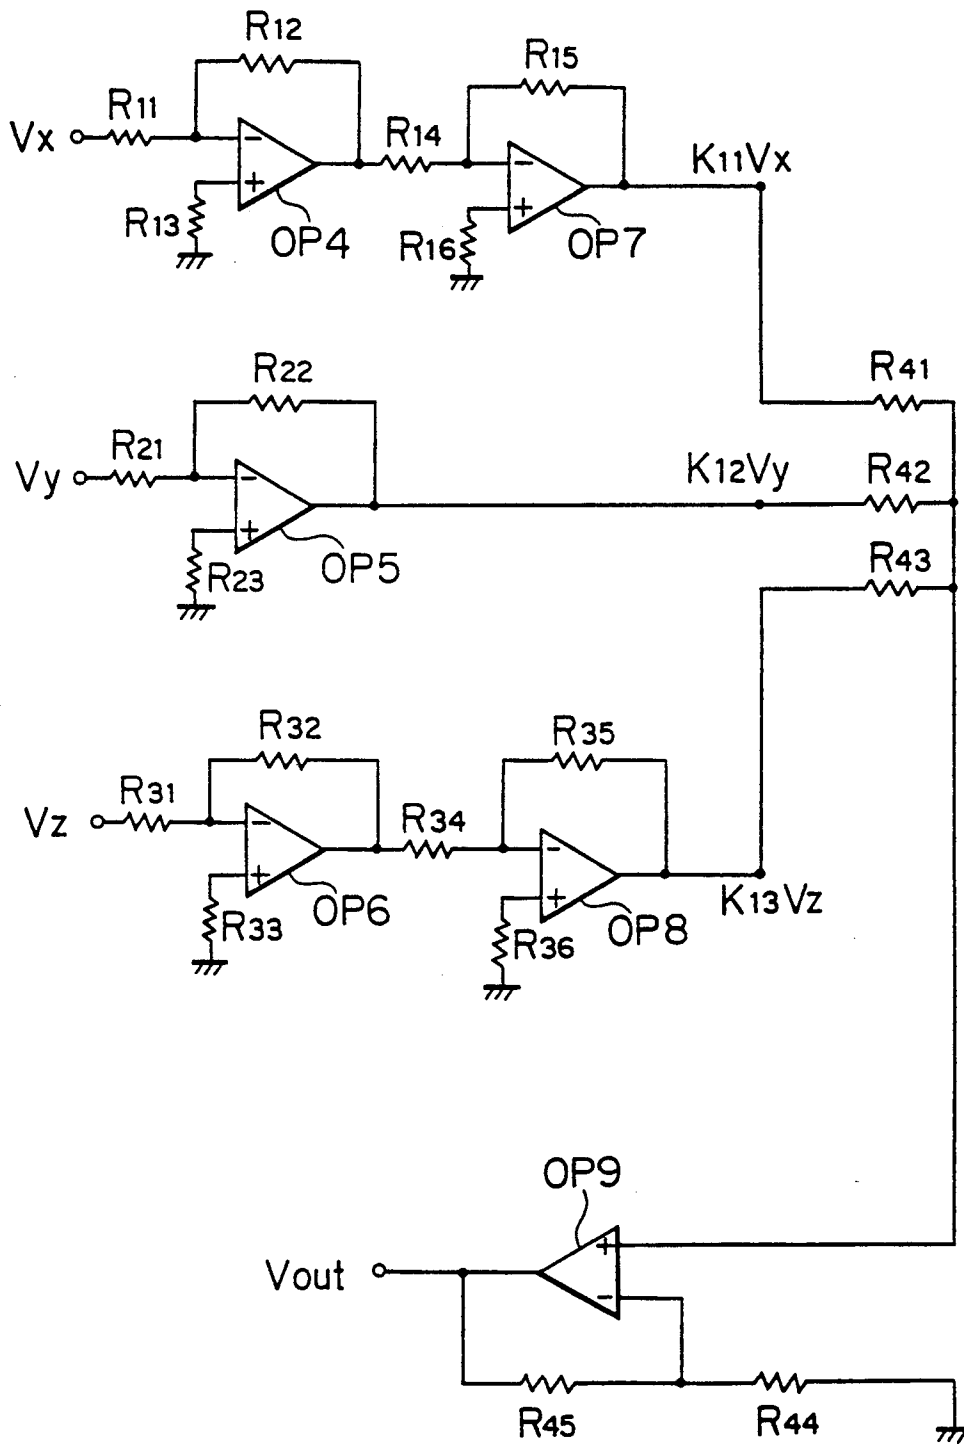 R12
R15
R11
Vx
R14
K11Vx
−
−
+
+
R13
OP4
R16
OP7
R41
R22
R21
Vy
K12Vy
R42
−
+
OP5
R23
R43
R32
R35
R31
Vz
R34
−
−
+
+
OP6
R33
K13Vz
OP8
R36
OP9
+
Vout
−
R45
R44